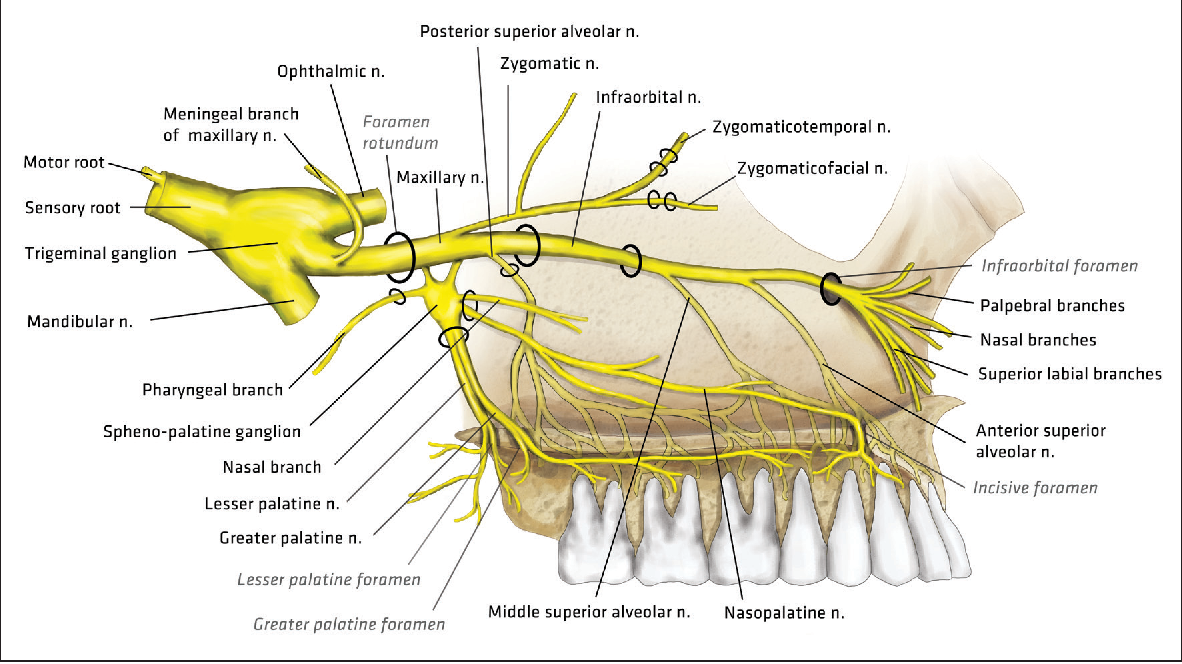 Posterior superior alveolar n.
Zygomatic n.
Ophthalmic n.
Infraorbital n.
Meningeal branch
of maxillary n.
Foramen
rotundum
Zygomaticotemporal n.
Motor root
Maxillary n.
Zygomaticofacial n.
Sensory root
Trigeminal ganglion
Infraorbital foramen
Palpebral branches
Mandibular n.
Nasal branches
Superior labial branches
Pharyngeal branch
Spheno-palatine ganglion
Anterior superior
alveolar n.
Nasal branch
Incisive foramen
Lesser palatine n.
Greater palatine n.
Lesser palatine foramen
Greater palatine foramen
Middle superior alveolar n.
Nasopalatine n.